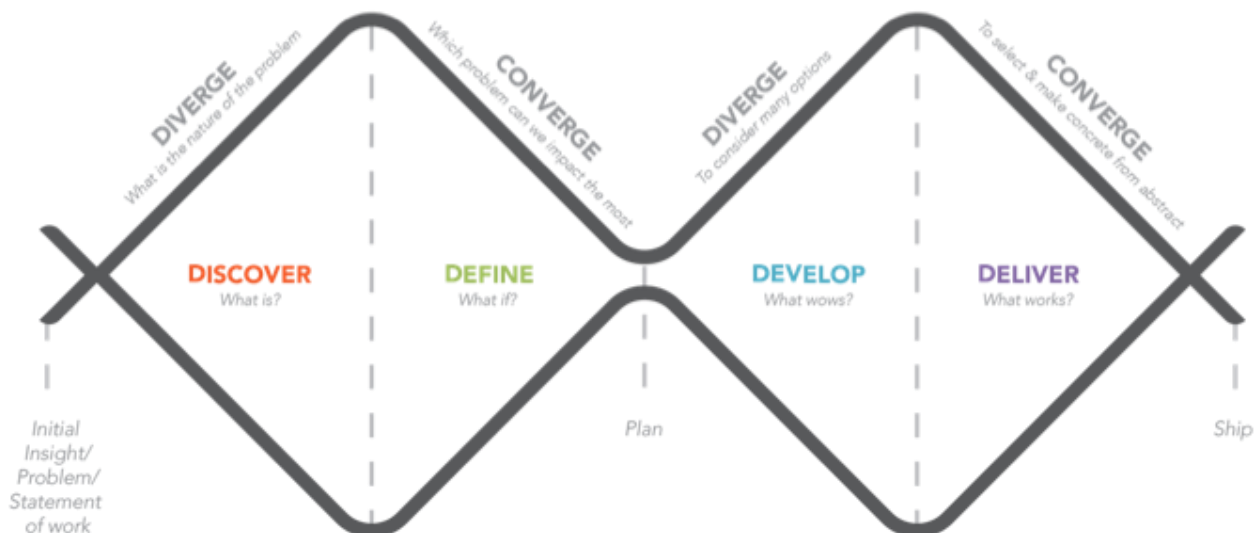 DIVERGE
What is the nature of the problem
CONVERGE
Which problem can we impact the most
DIVERGE
To consider many options
CONVERGE
To select & make concrete from abstract
DISCOVER
What is?
DEFINE
What if?
DEVELOP
What wows?
DELIVER
What works?
Initial
Insight/
Problem/
Statement
of work
Plan
Ship